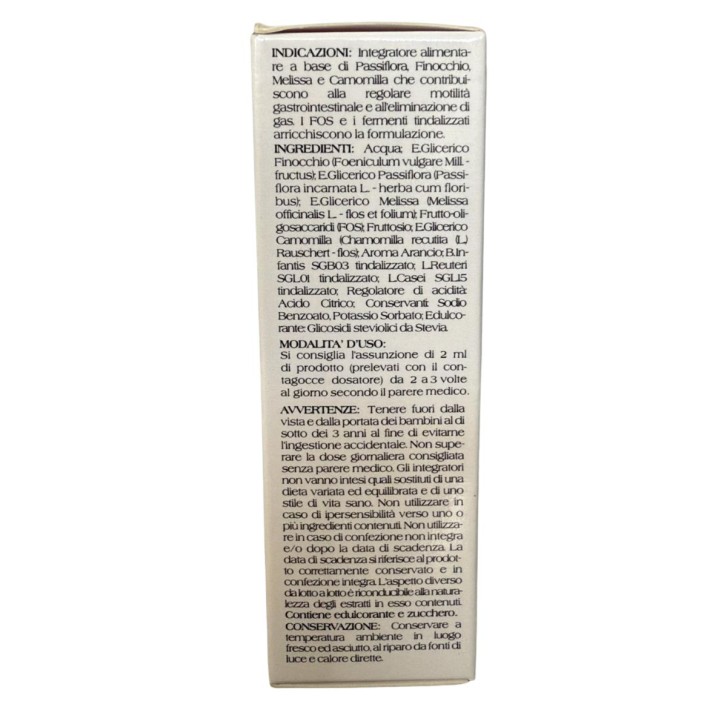 INDICAZIONI: Integratore alimenta-
re a base di Passiflora, Finocchio,
Melissa e Camomilla che contribui-
scono alla regolare motilità
gastrointestinale e all'eliminazione di
gas. I FOS e i fermenti tindalizzati
arricchiscono la formulazione.
INGREDIENTI: Acqua; E.Glicerico
Finocchio (Foeniculum vulgare Mill. -
fructus); E.Glicerico Passiflora (Passi-
flora incarnata L. - herba cum flori-
bus); E.Glicerico Melissa (Melissa
officinalis L. - flos et folium); Frutto-oli-
gosaccaridi (FOS); Fruttosio; E.Glicerico
Camomilla (Chamomilla recutita (L.)
Rauschert - flos); Aroma Arancio; B.In-
fantis SGB03 tindalizzato; L.Reuteri
SGL01 tindalizzato; L.Casei SGL15
tindalizzato; Regolatore di acidità:
Acido Citrico; Conservanti: Sodio
Benzoato, Potassio Sorbato; Edulco-
rante: Glicosidi steviolici da Stevia.
MODALITA' D'USO:
Si consiglia l'assunzione di 2 ml
di prodotto (prelevati con il con-
tagocce dosatore) da 2 a 3 volte
al giorno secondo il parere medico.
AVVERTENZE: Tenere fuori dalla
vista e dalla portata dei bambini al di
sotto dei 3 anni al fine di evitarne
l'ingestione accidentale. Non supe-
rare la dose giornaliera consigliata
senza parere medico. Gli integratori
non vanno intesi quali sostituti di una
dieta variata ed equilibrata e di uno
stile di vita sano. Non utilizzare in
caso di ipersensibilità verso uno o
più ingredienti contenuti. Non utilizza-
re in caso di confezione non integra
e/o dopo la data di scadenza. La
data di scadenza si riferisce al prodot-
to correttamente conservato e in
confezione integra. L'aspetto diverso
da lotto a lotto è riconducibile alla natura-
lezza degli estratti in esso contenuti.
Contiene edulcorante e zucchero.
CONSERVAZIONE: Conservare a
temperatura ambiente in luogo
fresco ed asciutto, al riparo da fonti di
luce e calore dirette.